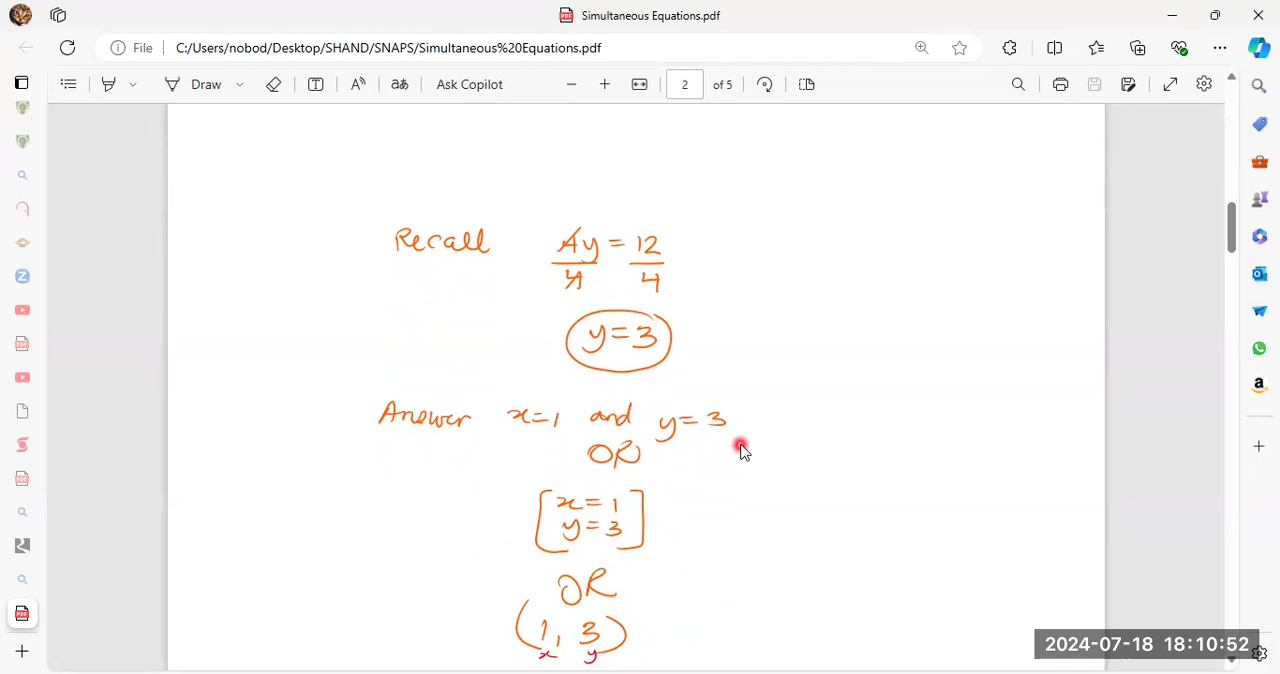 Simultaneous Equations.pdf
File C:/Users/nobod/Desktop/SHAND/SNAPS/Simultaneous%20Equations.pdf
Draw aあ Ask Copilot 2 of 5
Recall 4y = 12
4 4
y = 3
Answer x=1 and y = 3
OR
x = 1
y = 3
OR
(1, 3)
x y
2024-07-18 18:10:52